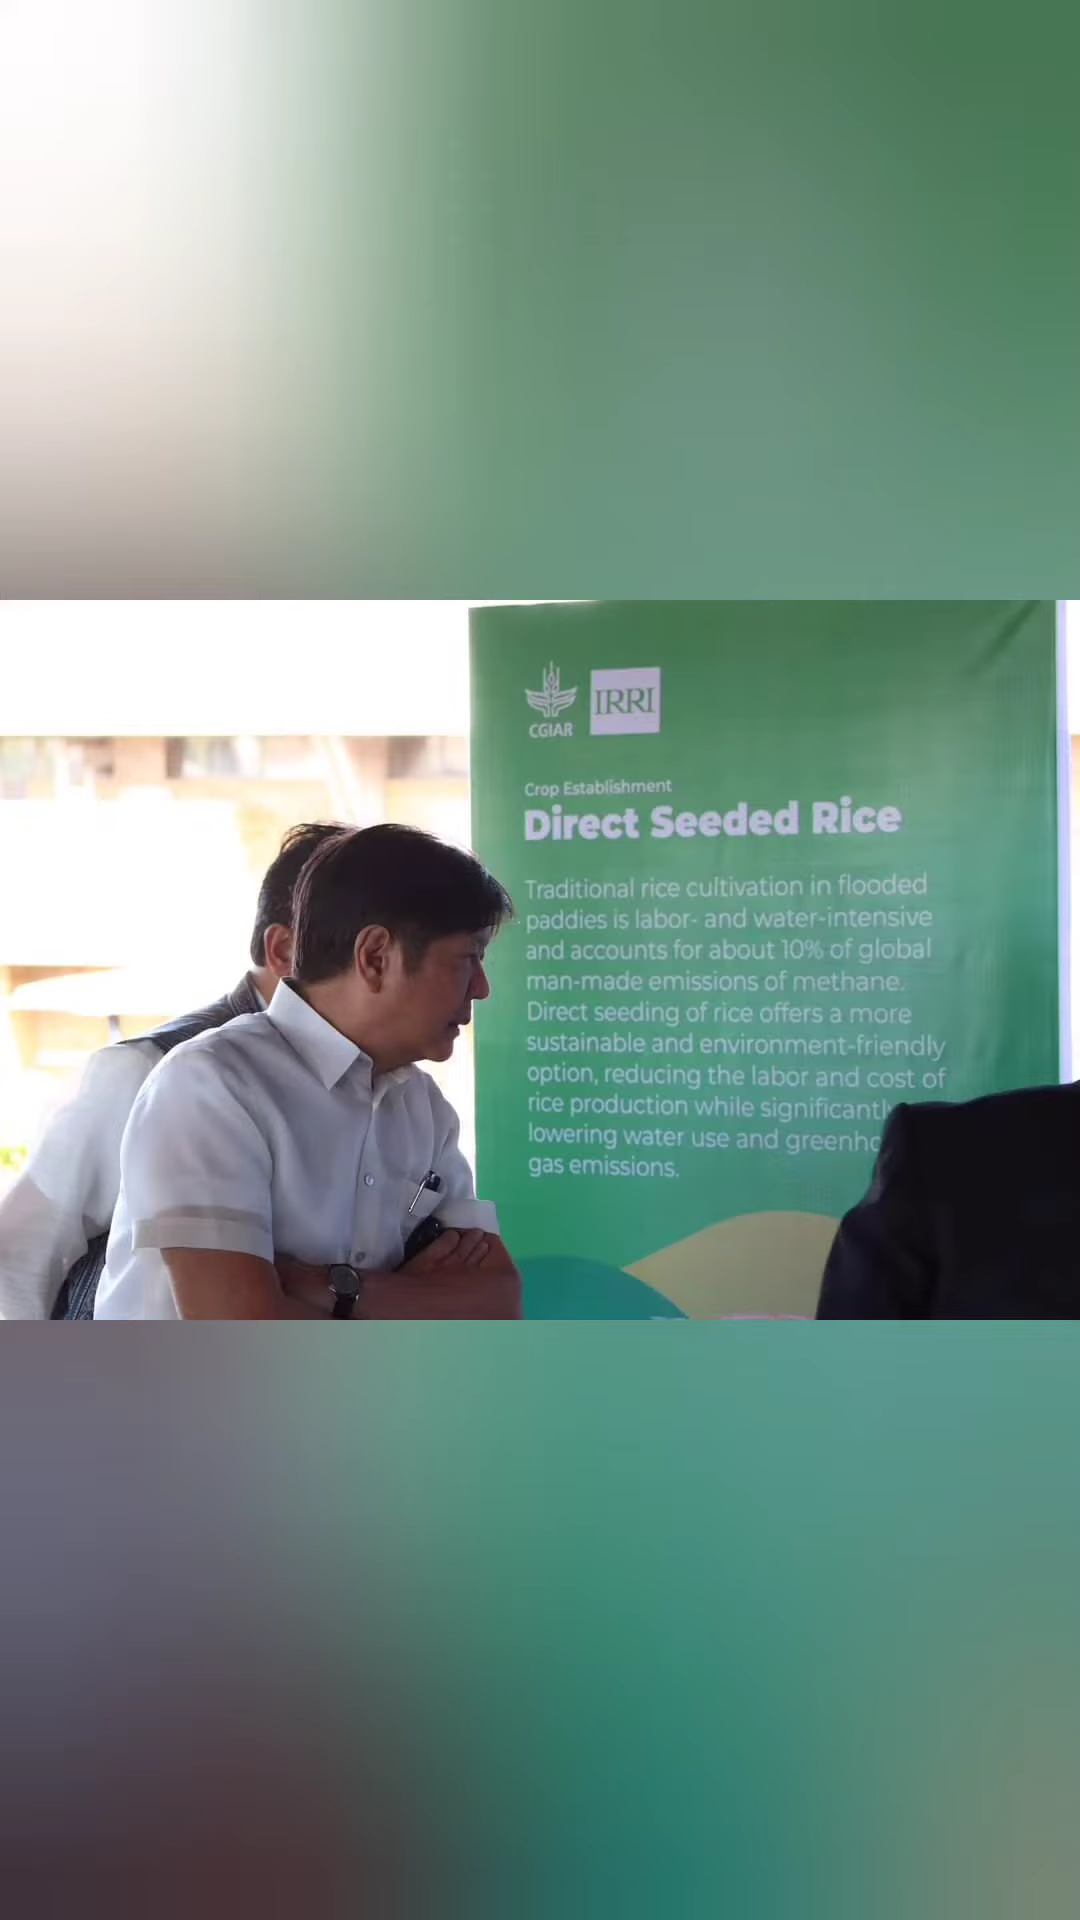 CGIAR
IRRI
Crop Establishment
Direct Seeded Rice
Traditional rice cultivation in flooded
paddies is labor- and water-intensive
and accounts for about 10% of global
man-made emissions of methane.
Direct seeding of rice offers a more
sustainable and environment-friendly
option, reducing the labor and cost of
rice production while significantly
lowering water use and greenho
gas emissions.